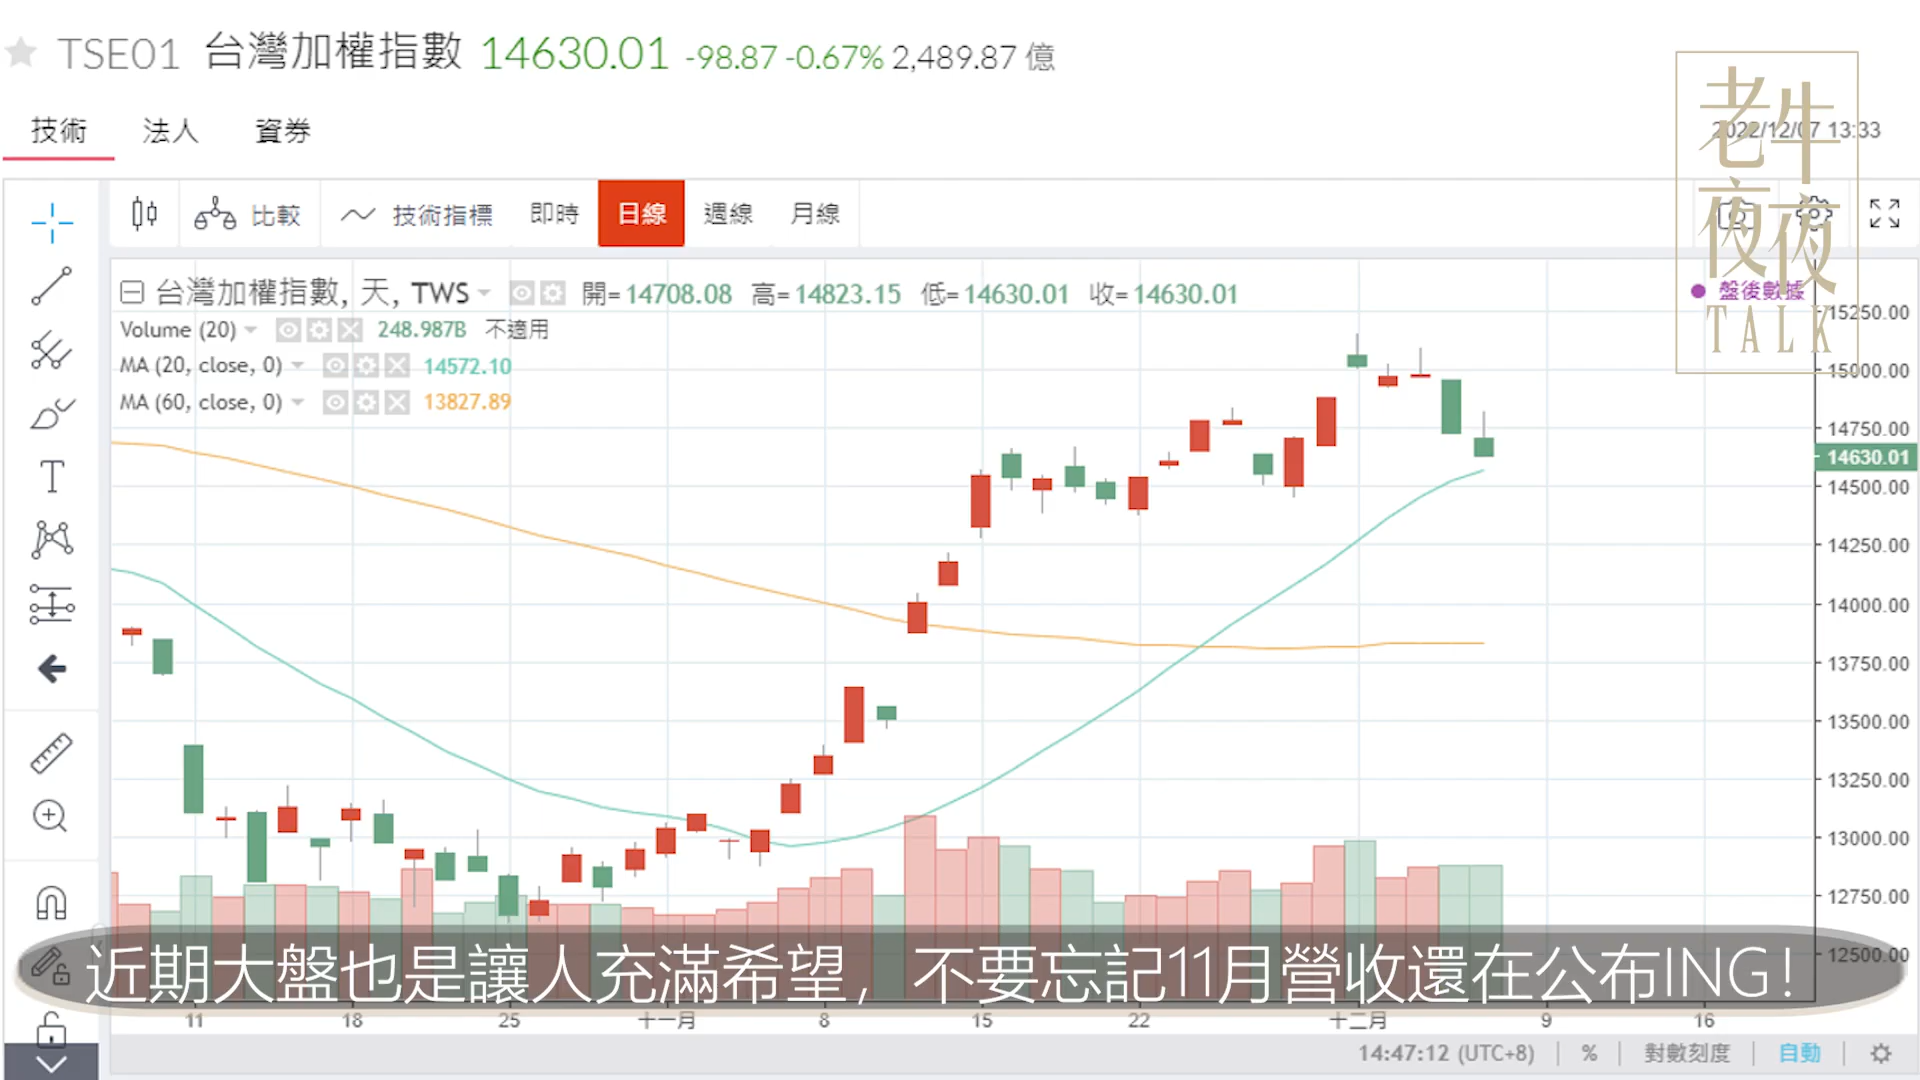 TSE01 台灣加權指數 14630.01 -98.87 -0.67% 2,489.87 億
老牛
夜夜
TALK
技術 法人 資券
2022/12/07 13:33
比較 技術指標 即時 日線 週線 月線
台灣加權指數, 天, TWS 開=14708.08 高=14823.15 低=14630.01 收=14630.01
盤後數據
Volume (20) 248.987B 不適用
MA (20, close, 0) 14572.10
MA (60, close, 0) 13827.89
15250.00
15000.00
14750.00
14630.01
14500.00
14250.00
14000.00
13750.00
13500.00
13250.00
13000.00
12750.00
12500.00
近期大盤也是讓人充滿希望，不要忘記11月營收還在公布ING！
11 18 25 十一月 8 15 22 十二月 9 16
14:47:12 (UTC+8) % 對數刻度 自動